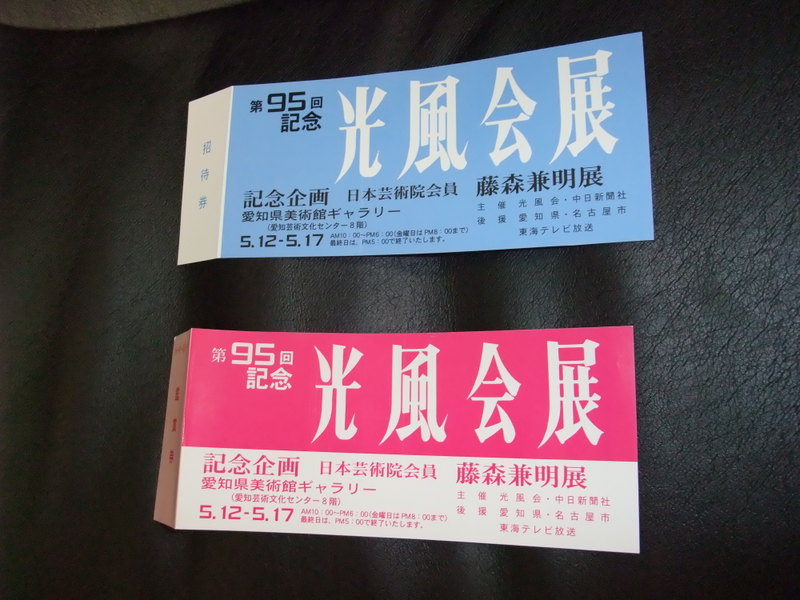 招待券
第95回
記念
光風会展
記念企画 日本芸術院会員 藤森兼明展
愛知県美術館ギャラリー
(愛知芸術文化センター8階)
5.12-5.17
AM10:00〜PM6:00(金曜日はPM8:00まで)
最終日は、PM5:00で終了いたします。
主催 光風会・中日新聞社
後援 愛知県・名古屋市
東海テレビ放送
第95回
記念
光風会展
記念企画 日本芸術院会員 藤森兼明展
愛知県美術館ギャラリー
(愛知芸術文化センター8階)
5.12-5.17
AM10:00〜PM6:00(金曜日はPM8:00まで)
最終日は、PM5:00で終了いたします。
主催 光風会・中日新聞社
後援 愛知県・名古屋市
東海テレビ放送